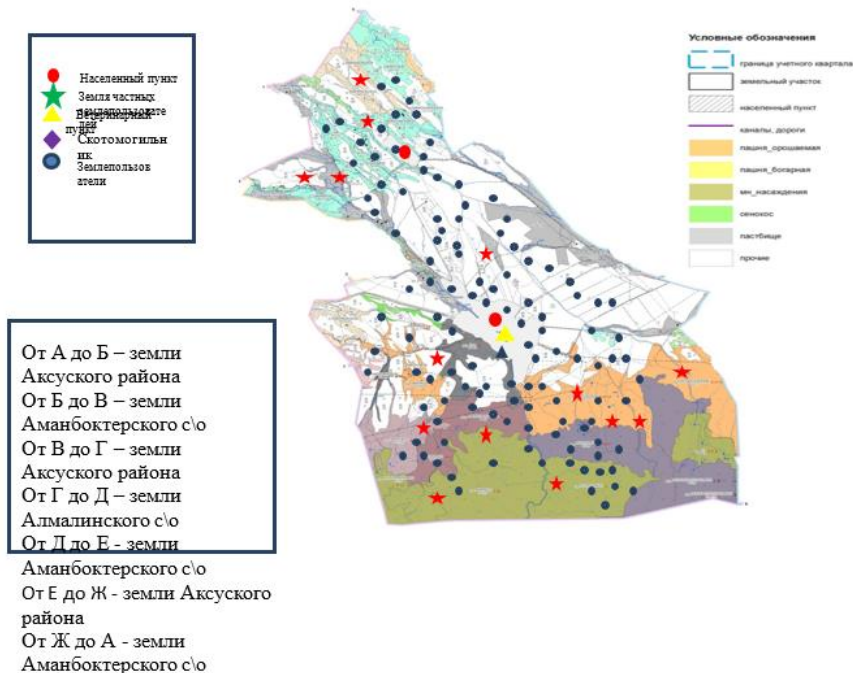 Населенный пункт
Земля частных
землепользовате
лей
Ветеринарный
пункт
Скотомогильн
ик
Землепользов
атели
Условные обозначения
граница учетного квартала
земельный участок
населенный пункт
каналы, дороги
пашня_орошаемая
пашня_богарная
мн_насаждения
сенокос
пастбище
прочие
От А до Б – земли
Аксуского района
От Б до В – земли
Аманбоктерского с\о
От В до Г – земли
Аксуского района
От Г до Д – земли
Алмалинского с\о
От Д до Е - земли
Аманбоктерского с\о
От Е до Ж - земли Аксуского
района
От Ж до А - земли
Аманбоктерского с\о